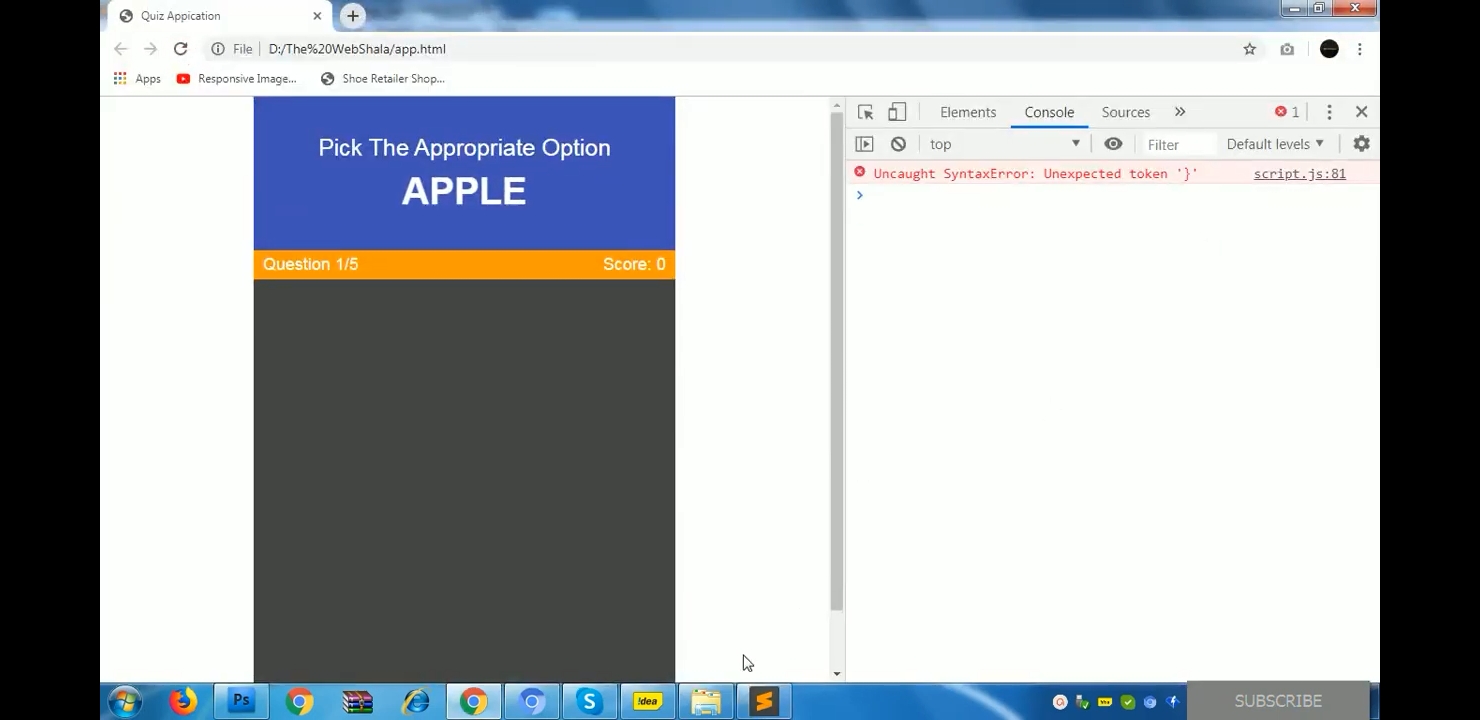 Quiz Appication
File D:/The%20WebShala/app.html
Apps Responsive Image... Shoe Retailer Shop...
Elements Console Sources 1
top Filter Default levels
Uncaught SyntaxError: Unexpected token '}' script.js:81
Pick The Appropriate Option
APPLE
Question 1/5 Score: 0
Ps S !dea
SUBSCRIBE